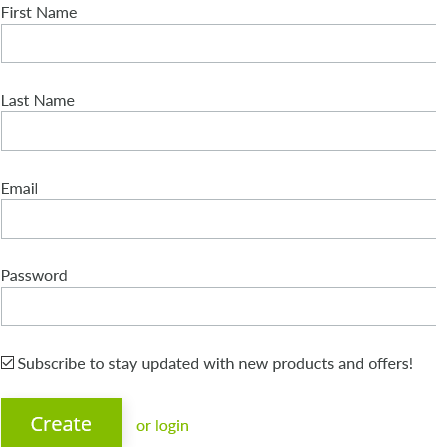 First Name
Last Name
Email
Password
Subscribe to stay updated with new products and offers!
Create or login